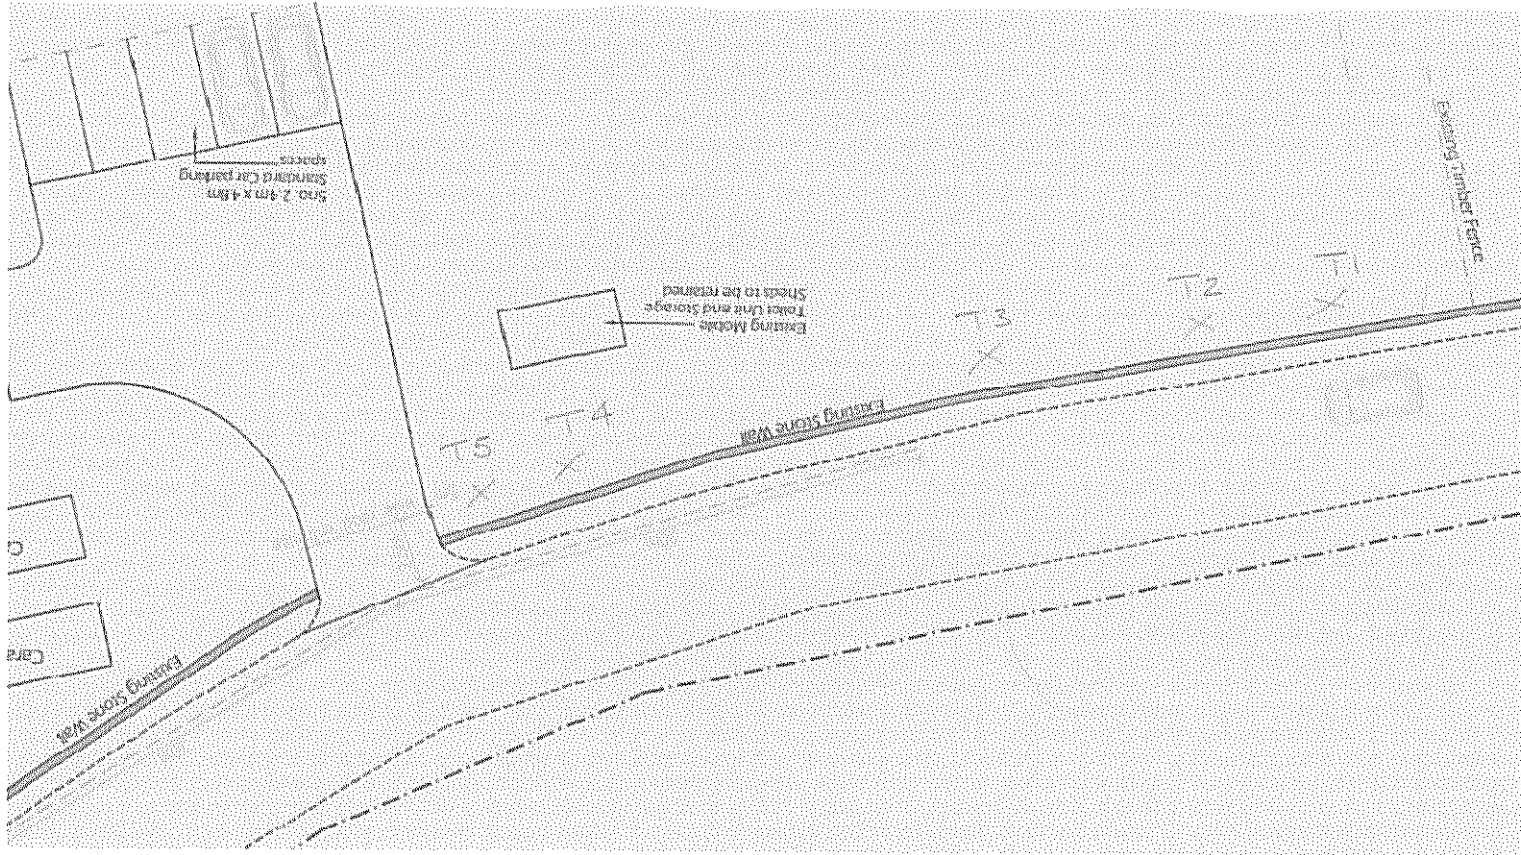 5no. 2.4m x 4.8m
Standard Car parking
spaces
Existing Timber Fence
T1
T2
Existing Mobile
Toilet Unit and Storage
Sheds to be retained
T3
Existing Stone Wall
T4
T5
Existing Stone Wall